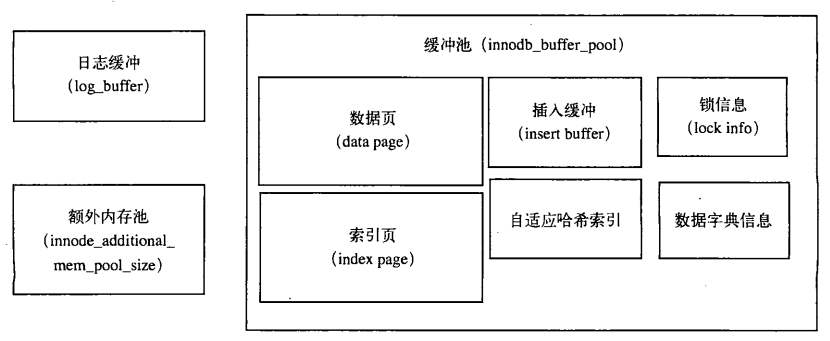 日志缓冲
(log_buffer)
额外内存池
(innode_additional_
mem_pool_size)
缓冲池 (innodb_buffer_pool)
数据页
(data page)
插入缓冲
(insert buffer)
锁信息
(lock info)
索引页
(index page)
自适应哈希索引
数据字典信息